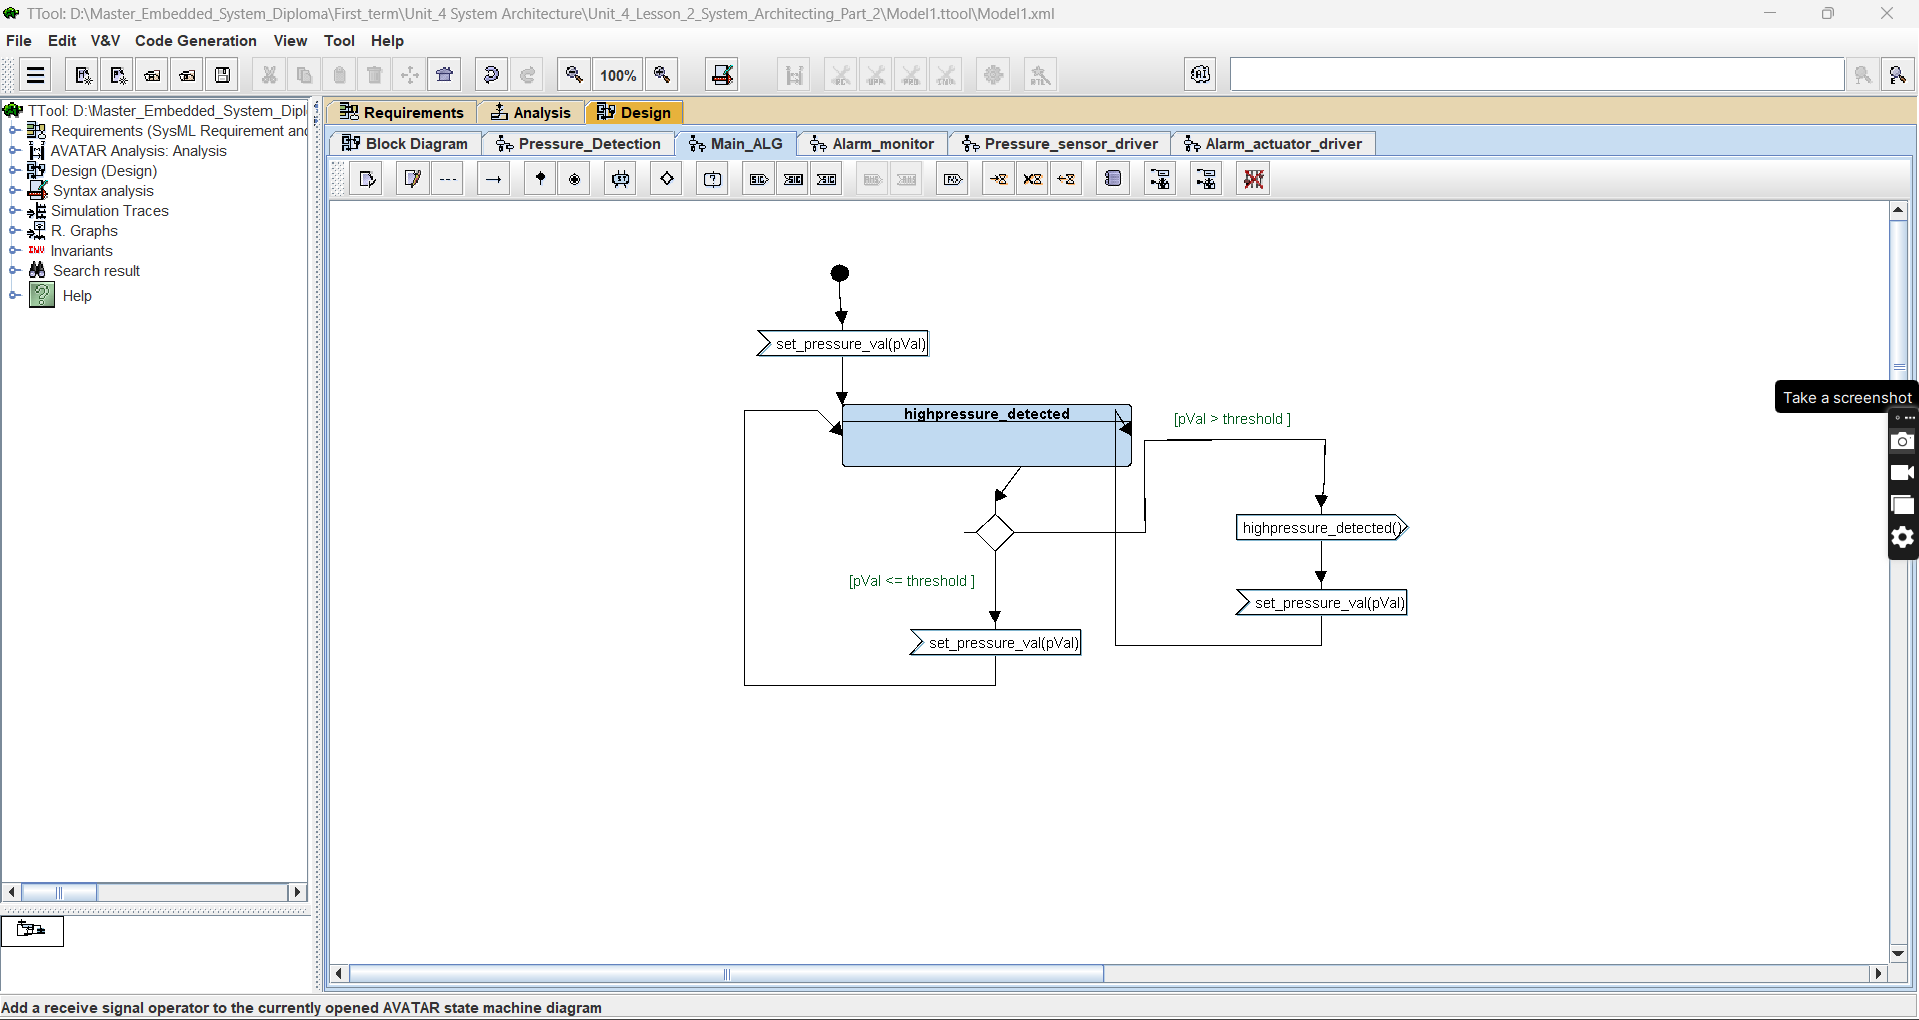 TTool: D:\Master_Embedded_System_Diploma\First_term\Unit_4 System Architecture\Unit_4_Lesson_2_System_Architecting_Part_2\Model1.ttool\Model1.xml
File Edit V&V Code Generation View Tool Help
100%
TTool: D:\Master_Embedded_System_Dipl
Requirements (SysML Requirement and
AVATAR Analysis: Analysis
Design (Design)
Syntax analysis
Simulation Traces
R. Graphs
Invariants
Search result
Help
Requirements Analysis Design
Block Diagram Pressure_Detection Main_ALG Alarm_monitor Pressure_sensor_driver Alarm_actuator_driver
set_pressure_val(pVal)
highpressure_detected
[pVal > threshold ]
highpressure_detected()
[pVal <= threshold ]
set_pressure_val(pVal)
set_pressure_val(pVal)
Take a screenshot
Add a receive signal operator to the currently opened AVATAR state machine diagram